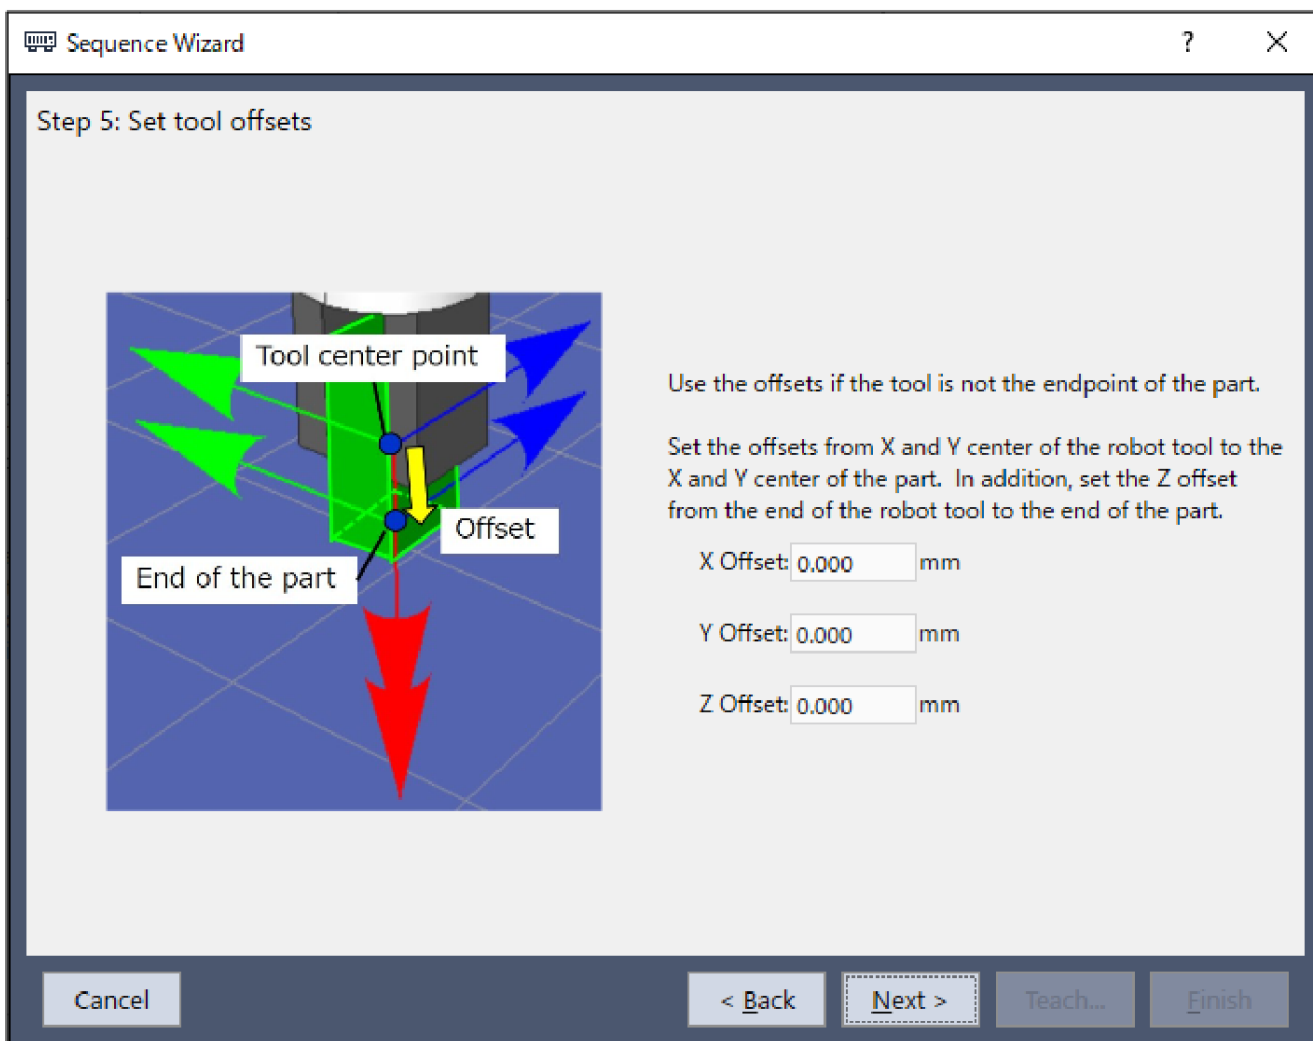 Sequence Wizard
?
Step 5: Set tool offsets
Tool center point
Offset
End of the part
Use the offsets if the tool is not the endpoint of the part.
Set the offsets from X and Y center of the robot tool to the
X and Y center of the part.  In addition, set the Z offset
from the end of the robot tool to the end of the part.
X Offset: 0.000 mm
Y Offset: 0.000 mm
Z Offset: 0.000 mm
Cancel
< Back
Next >
Teach...
Finish